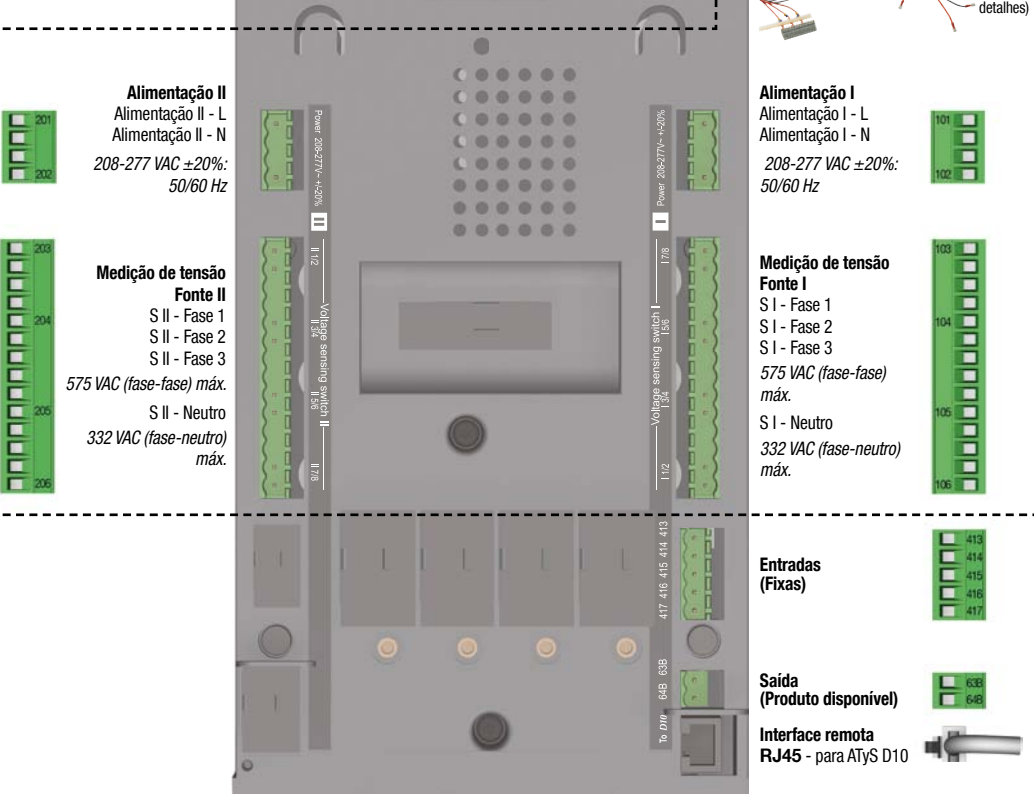 detalhes)
Alimentação II
Alimentação II - L
Alimentação II - N
208-277 VAC ±20%:
50/60 Hz
201
202
Medição de tensão
Fonte II
S II - Fase 1
S II - Fase 2
S II - Fase 3
575 VAC (fase-fase) máx.
S II - Neutro
332 VAC (fase-neutro)
máx.
203
204
205
206
Power 208-277V~ +/-20%
II
II 1/2
II 3/4
II 5/6
II 7/8
Voltage sensing switch II
Power 208-277V~ +/-20%
I
I 7/8
I 5/6
I 3/4
I 1/2
Voltage sensing switch I
417 416 415 414 413
64B 63B
To D10
Alimentação I
Alimentação I - L
Alimentação I - N
208-277 VAC ±20%:
50/60 Hz
101
102
Medição de tensão
Fonte I
S I - Fase 1
S I - Fase 2
S I - Fase 3
575 VAC (fase-fase)
máx.
S I - Neutro
332 VAC (fase-neutro)
máx.
103
104
105
106
Entradas
(Fixas)
413
414
415
416
417
Saída
(Produto disponível)
63B
64B
Interface remota
RJ45 - para ATyS D10